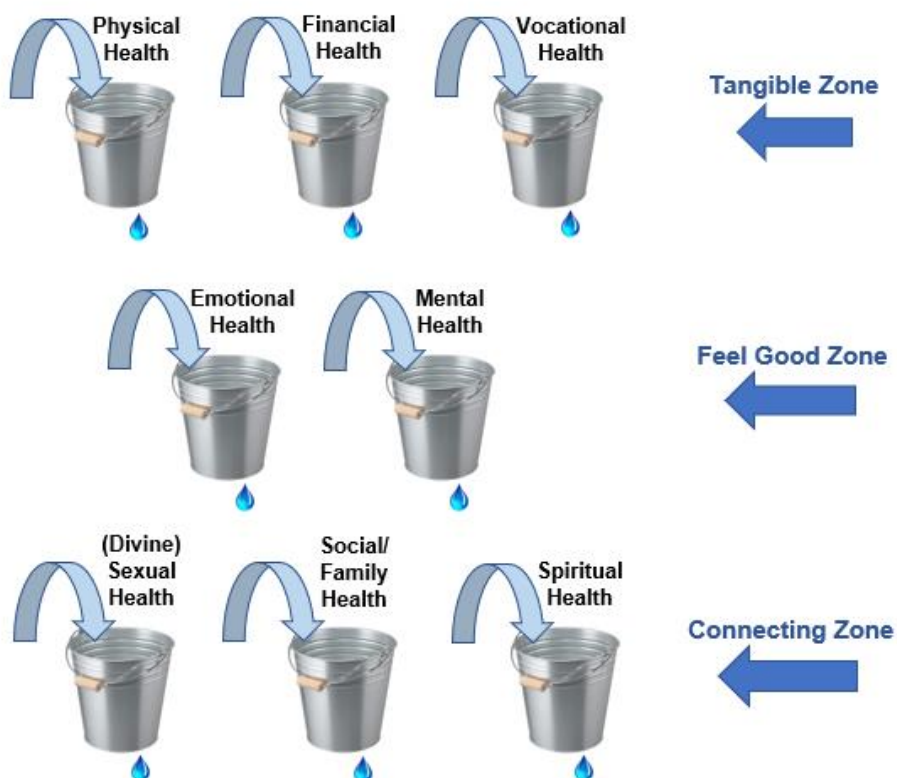 Physical
Health
Financial
Health
Vocational
Health
Tangible Zone
Emotional
Health
Mental
Health
Feel Good Zone
(Divine)
Sexual
Health
Social/
Family
Health
Spiritual
Health
Connecting Zone